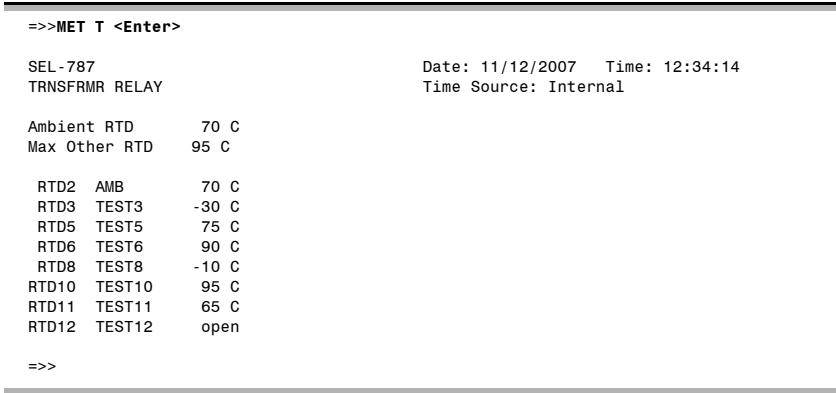 =>>MET T <Enter>
SEL-787 Date: 11/12/2007 Time: 12:34:14
TRNSFRMR RELAY Time Source: Internal
Ambient RTD 70 C
Max Other RTD 95 C
RTD2 AMB 70 C
RTD3 TEST3 -30 C
RTD5 TEST5 75 C
RTD6 TEST6 90 C
RTD8 TEST8 -10 C
RTD10 TEST10 95 C
RTD11 TEST11 65 C
RTD12 TEST12 open
=>>